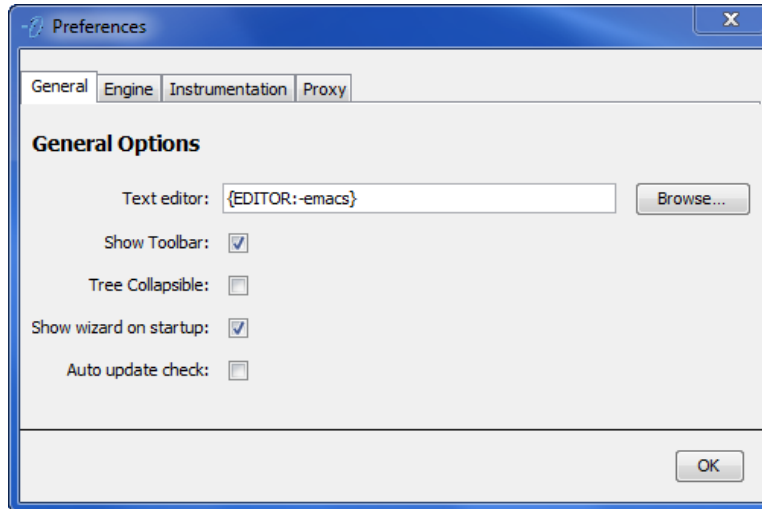 Preferences
General Engine Instrumentation Proxy
General Options
Text editor: {EDITOR:-emacs} Browse...
Show Toolbar:
Tree Collapsible:
Show wizard on startup:
Auto update check:
OK